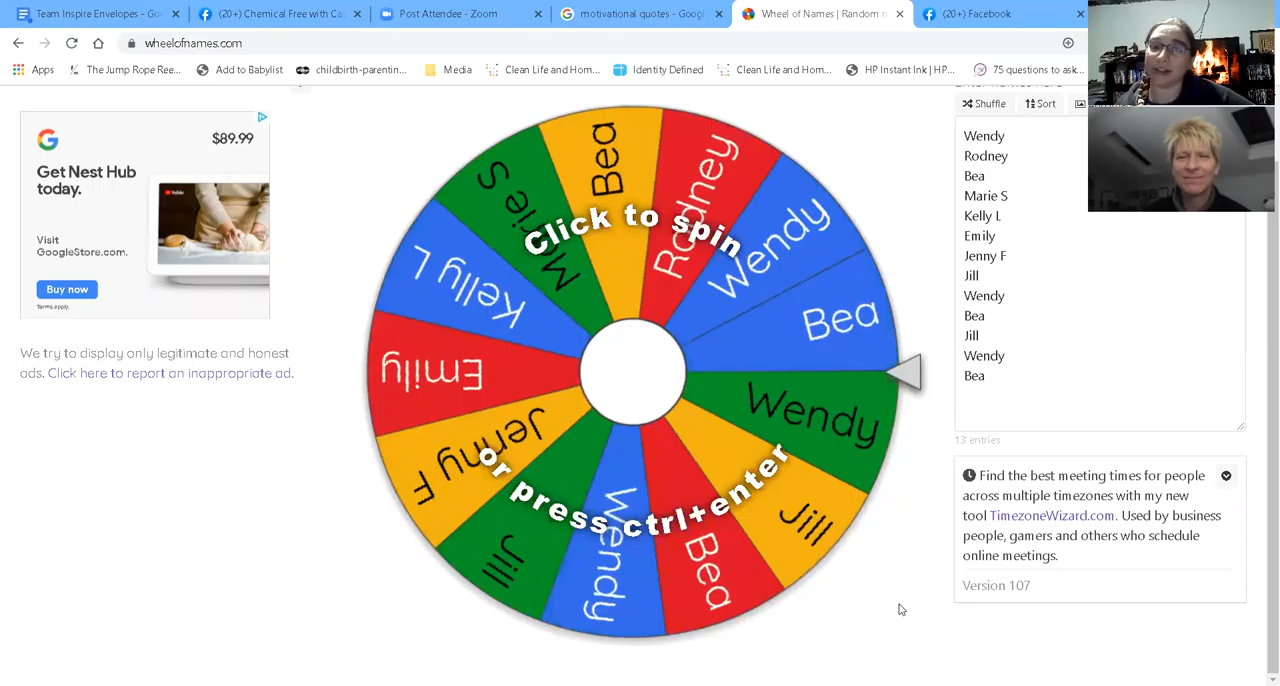 Team Inspire Envelopes - Go
(20+) Chemical Free with Ca
Post Attendee - Zoom
motivational quotes - Googl
Wheel of Names | Random n
(20+) Facebook
wheelofnames.com
Apps
The Jump Rope Ree...
Add to Babylist
childbirth-parentin...
Media
Clean Life and Hom...
Identity Defined
Clean Life and Hom...
HP Instant Ink | HP...
75 questions to ask...
$89.99
Get Nest Hub
today.
Visit
GoogleStore.com.
Buy now
Terms apply.
YouTube
We try to display only legitimate and honest
ads. Click here to report an inappropriate ad.
Click to spin
or press ctrl+enter
Bea
Rodney
Wendy
Bea
Wendy
Jill
Bea
Wendy
Jill
Jenny F
Emily
Kelly L
Marie S
Shuffle
Sort
Wendy
Rodney
Bea
Marie S
Kelly L
Emily
Jenny F
Jill
Wendy
Bea
Jill
Wendy
Bea
13 entries
Find the best meeting times for people
across multiple timezones with my new
tool TimezoneWizard.com. Used by business
people, gamers and others who schedule
online meetings.
Version 107